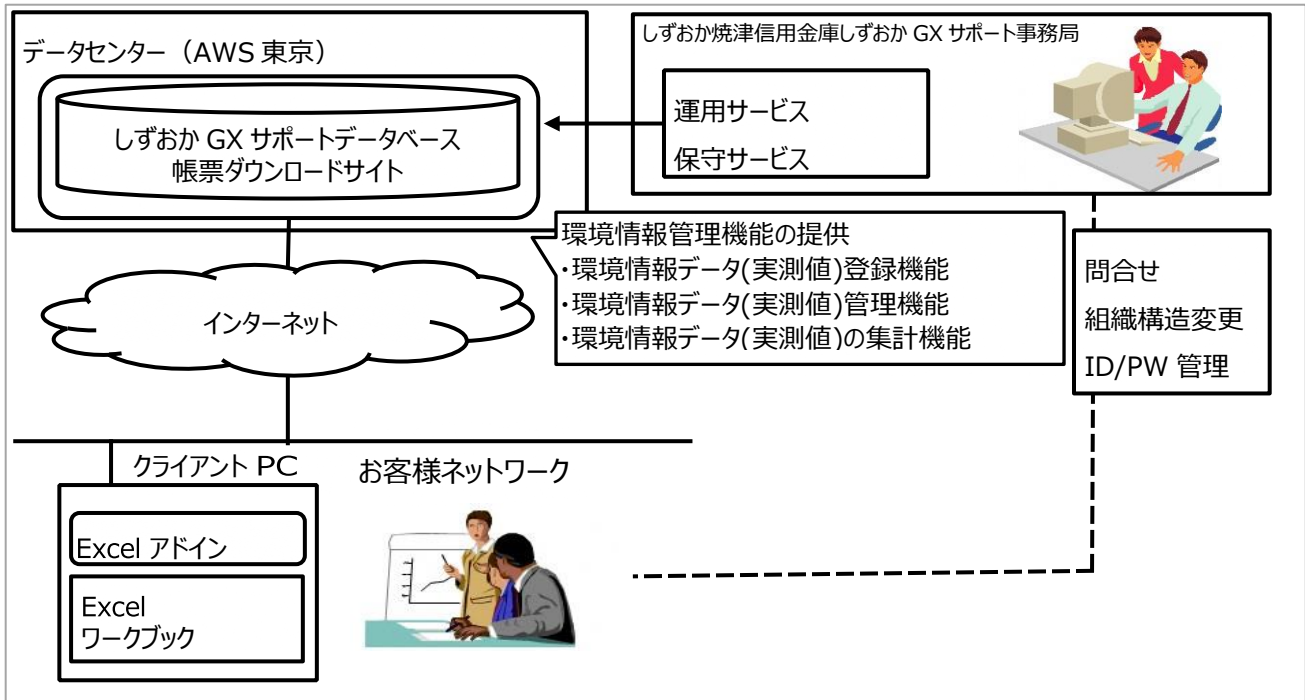 データセンター（AWS 東京）
しずおか GX サポートデータベース
帳票ダウンロードサイト
しずおか焼津信用金庫しずおか GX サポート事務局
運用サービス
保守サービス
環境情報管理機能の提供
・環境情報データ(実測値)登録機能
・環境情報データ(実測値)管理機能
・環境情報データ(実測値)の集計機能
問合せ
組織構造変更
ID/PW 管理
インターネット
クライアント PC
お客様ネットワーク
Excel アドイン
Excel
ワークブック